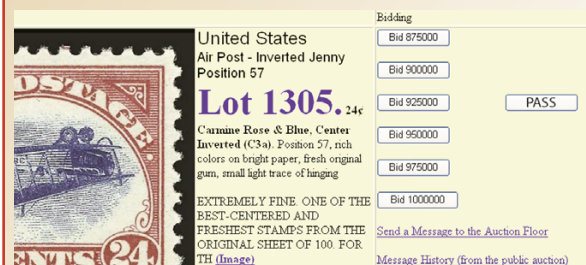 POSTAGE
ENTS 24
United States
Air Post - Inverted Jenny
Position 57
Lot 1305. 24¢
Carmine Rose & Blue, Center
Inverted (C3a). Position 57, rich
colors on bright paper, fresh original
gum, small light trace of hinging
EXTREMELY FINE. ONE OF THE
BEST-CENTERED AND
FRESHEST STAMPS FROM THE
ORIGINAL SHEET OF 100. FOR
TH (Image)
Bidding
Bid 875000
Bid 900000
Bid 925000
PASS
Bid 950000
Bid 975000
Bid 1000000
Send a Message to the Auction Floor
Message History (from the public auction)